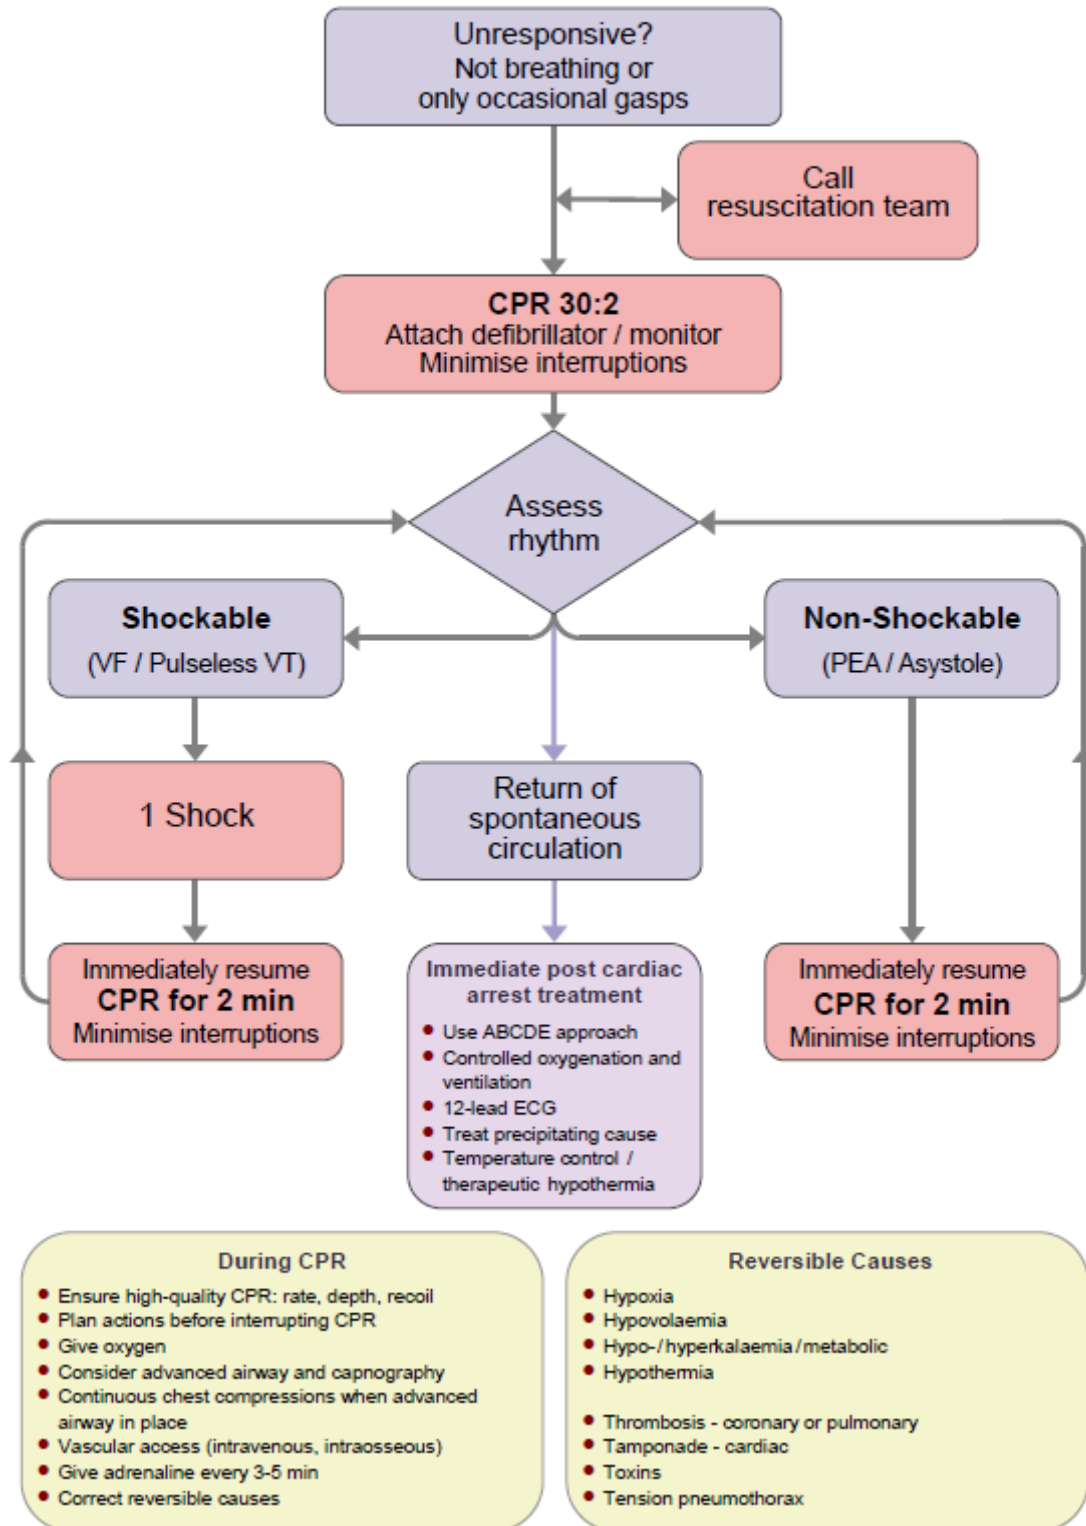 Unresponsive?
Not breathing or
only occasional gasps
Call
resuscitation team
CPR 30:2
Attach defibrillator / monitor
Minimise interruptions
Assess
rhythm
Shockable
(VF / Pulseless VT)
Non-Shockable
(PEA / Asystole)
1 Shock
Return of
spontaneous
circulation
Immediately resume
CPR for 2 min
Minimise interruptions
Immediate post cardiac
arrest treatment
• Use ABCDE approach
• Controlled oxygenation and
ventilation
• 12-lead ECG
• Treat precipitating cause
• Temperature control /
therapeutic hypothermia
Immediately resume
CPR for 2 min
Minimise interruptions
During CPR
• Ensure high-quality CPR: rate, depth, recoil
• Plan actions before interrupting CPR
• Give oxygen
• Consider advanced airway and capnography
• Continuous chest compressions when advanced
airway in place
• Vascular access (intravenous, intraosseous)
• Give adrenaline every 3-5 min
• Correct reversible causes
Reversible Causes
• Hypoxia
• Hypovolaemia
• Hypo-/hyperkalaemia/metabolic
• Hypothermia
• Thrombosis - coronary or pulmonary
• Tamponade - cardiac
• Toxins
• Tension pneumothorax